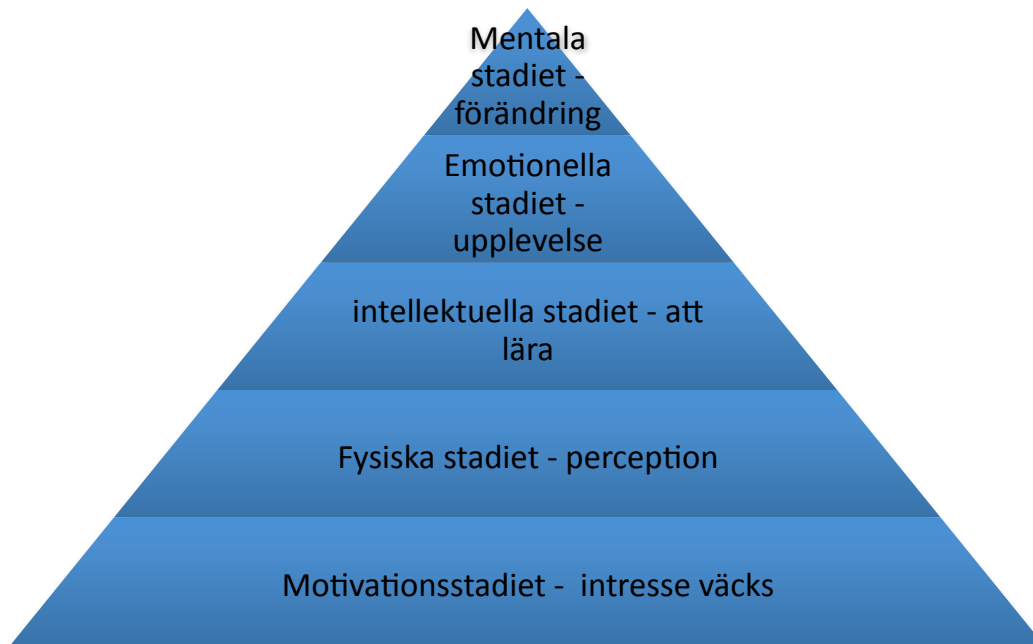 Mentala
stadiet -
förändring
Emotionella
stadiet -
upplevelse
intellektuella stadiet - att
lära
Fysiska stadiet - perception
Motivationsstadiet -  intresse väcks